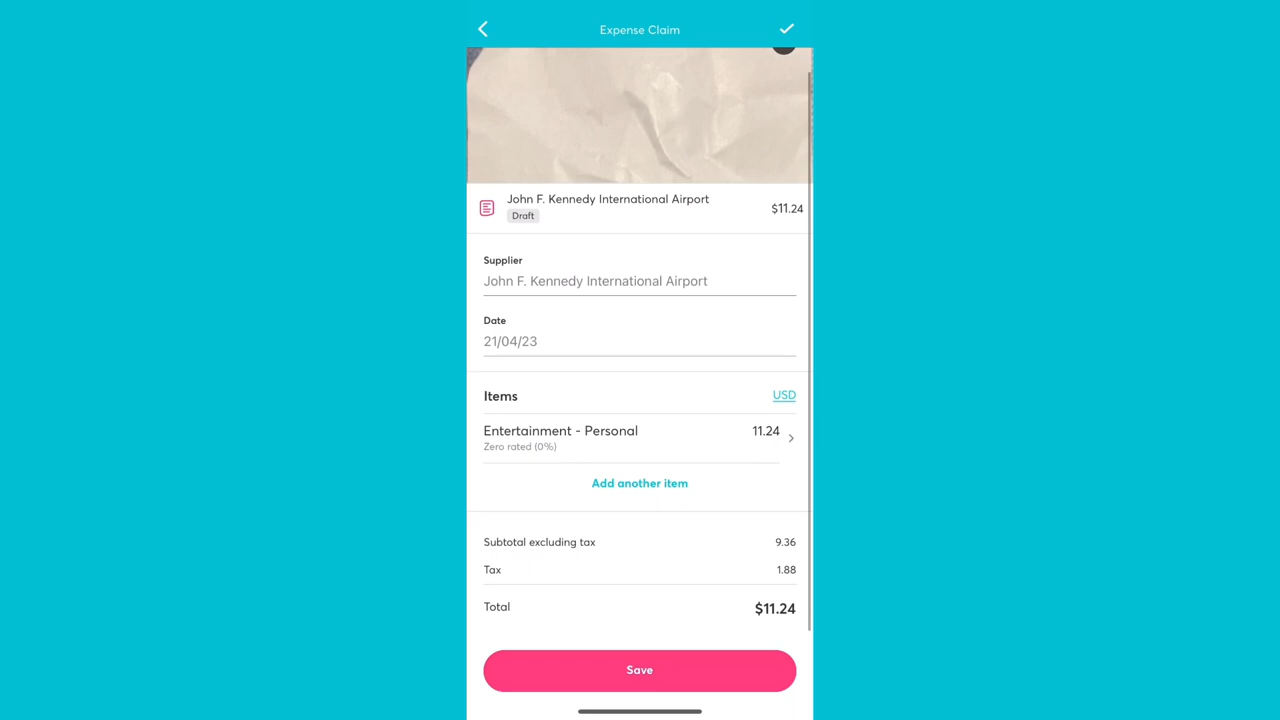 Expense Claim
John F. Kennedy International Airport
Draft
$11.24
Supplier
John F. Kennedy International Airport
Date
21/04/23
Items
USD
Entertainment - Personal
11.24
Zero rated (0%)
Add another item
Subtotal excluding tax
9.36
Tax
1.88
Total
$11.24
Save